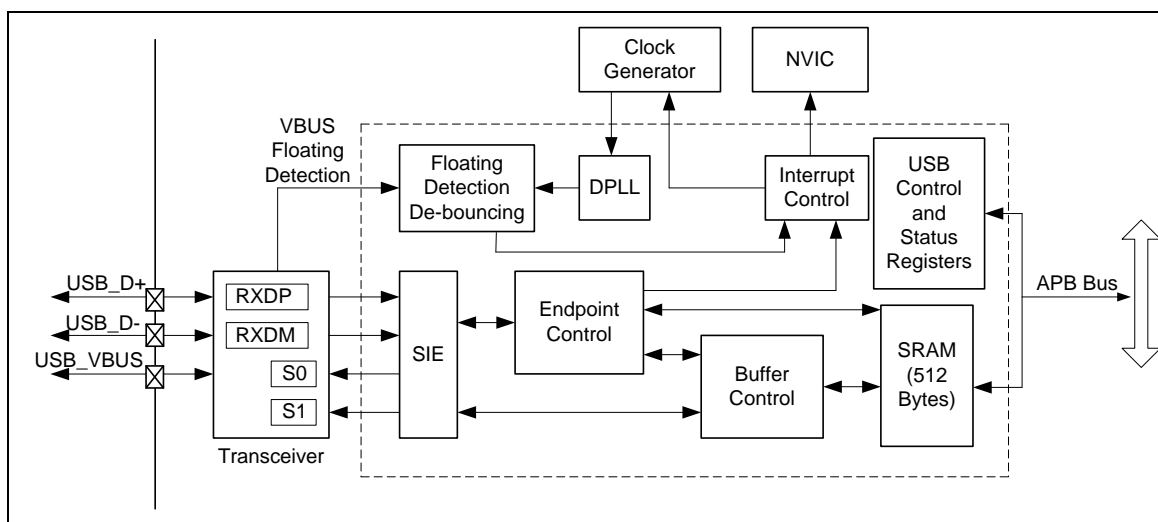 Clock
Generator
NVIC
VBUS
Floating
Detection
Floating
Detection
De-bouncing
DPLL
Interrupt
Control
USB
Control
and
Status
Registers
USB_D+
USB_D-
USB_VBUS
RXDP
RXDM
S0
S1
Transceiver
SIE
Endpoint
Control
Buffer
Control
SRAM
(512
Bytes)
APB Bus